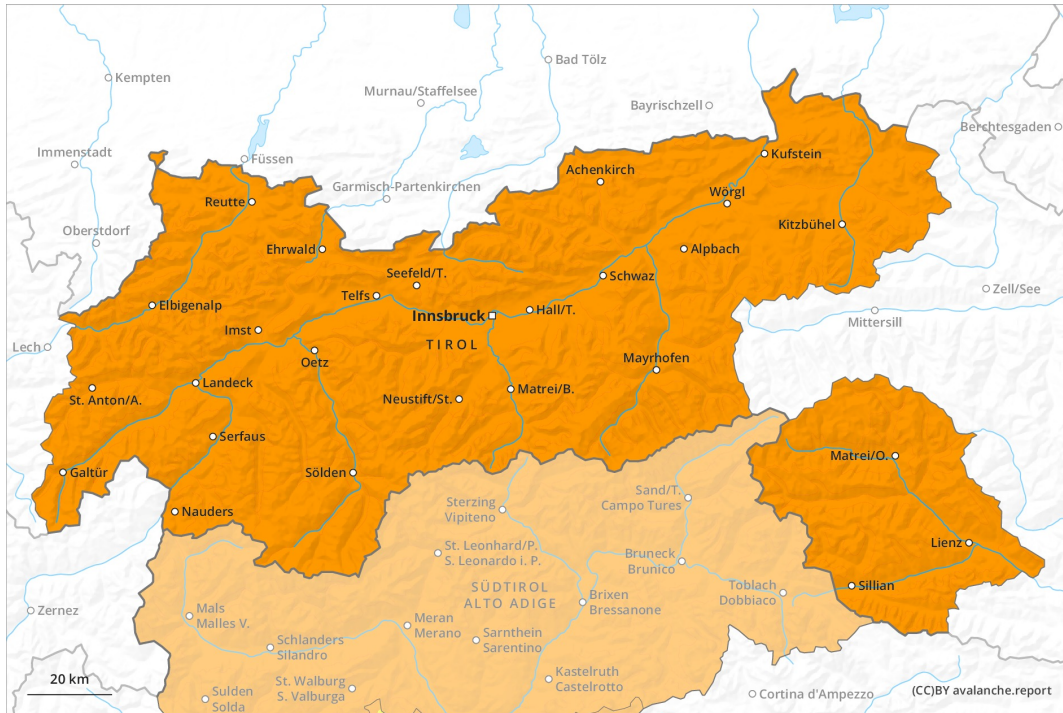 Kempten
Bad Tölz
Murnau/Staffelsee
Bayrischzell
Berchtesgaden
Immenstadt
Füssen
Kufstein
Achenkirch
Garmisch-Partenkirchen
Reutte
Wörgl
Oberstdorf
Kitzbühel
Ehrwald
Alpbach
Seefeld/T.
Schwaz
Zell/See
Telfs
Elbigenalp
Innsbruck
Hall/T.
Mittersill
Imst
TIROL
Lech
Oetz
Mayrhofen
Landeck
St. Anton/A.
Neustift/St.
Matrei/B.
Serfaus
Matrei/O.
Galtür
Sölden
Sand/T.
Campo Tures
Sterzing
Vipiteno
Nauders
Lienz
St. Leonhard/P.
S. Leonardo i. P.
Bruneck
Brunico
Sillian
SÜDTIROL
ALTO ADIGE
Toblach
Dobbiaco
Brixen
Bressanone
Zernez
Mals
Malles V.
Meran
Merano
Sarnthein
Sarentino
Schlanders
Silandro
Kastelruth
Castelrotto
St. Walburg
S. Valburga
Sulden
Solda
Cortina d'Ampezzo
20 km
(CC)BY avalanche.report